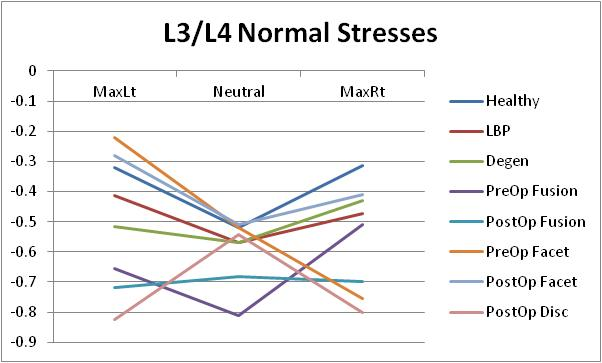 L3/L4 Normal Stresses
0
MaxLt Neutral MaxRt
-0.1
-0.2
-0.3
-0.4
-0.5
-0.6
-0.7
-0.8
-0.9
Healthy
LBP
Degen
PreOp Fusion
PostOp Fusion
PreOp Facet
PostOp Facet
PostOp Disc